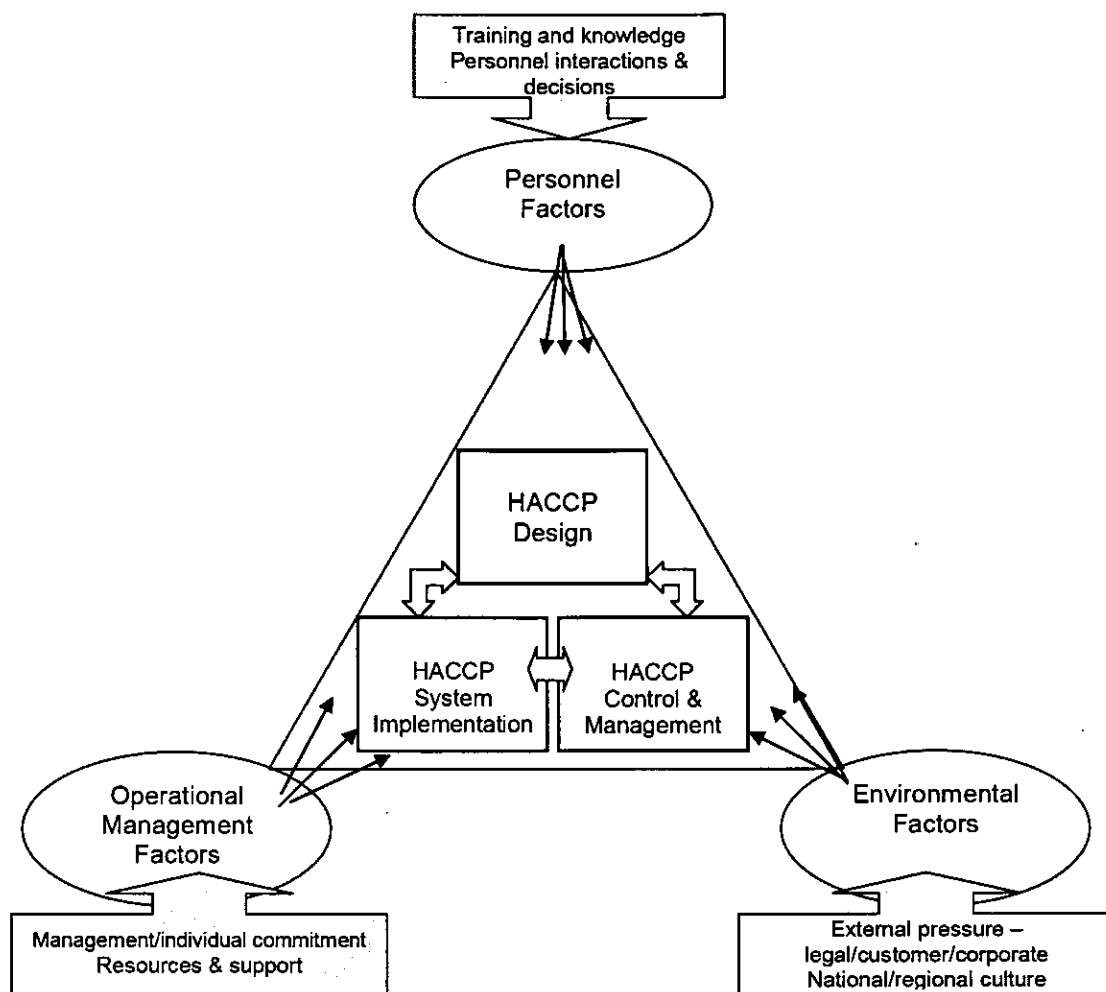 Training and knowledge
Personnel interactions &
decisions
Personnel
Factors
HACCP
Design
HACCP
System
Implementation
HACCP
Control &
Management
Operational
Management
Factors
Environmental
Factors
Management/individual commitment
Resources & support
External pressure –
legal/customer/corporate
National/regional culture